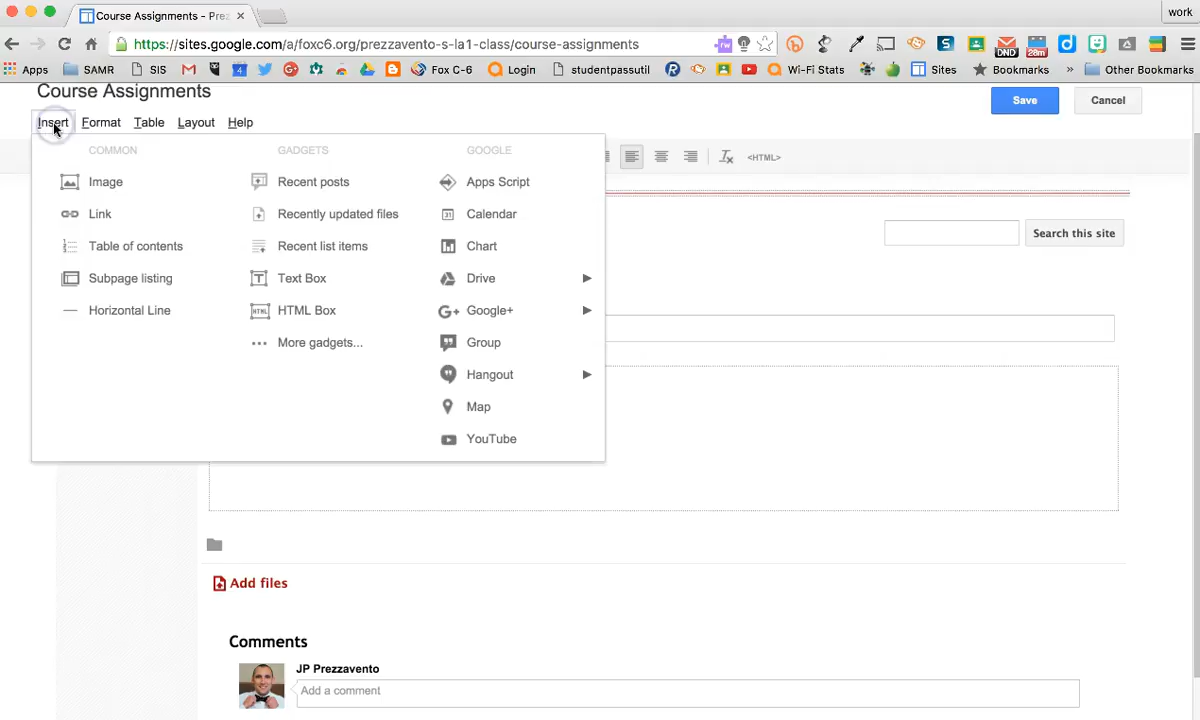 Course Assignments - Prez
work
https://sites.google.com/a/foxc6.org/prezzavento-s-la1-class/course-assignments
rw
DND
28m
Apps SAMR SIS 4 Fox C-6 Login studentpassutil Wi-Fi Stats Sites Bookmarks » Other Bookmarks
Course Assignments
Save Cancel
Insert Format Table Layout Help
<HTML>
COMMON GADGETS GOOGLE
Image Recent posts Apps Script
Link Recently updated files Calendar
Table of contents Recent list items Chart
Subpage listing Text Box Drive
Horizontal Line HTML Box Google+
More gadgets... Group
Hangout
Map
YouTube
Search this site
Add files
Comments
JP Prezzavento
Add a comment